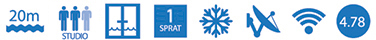 20m
STUDIO
1
SPRAT
4.78